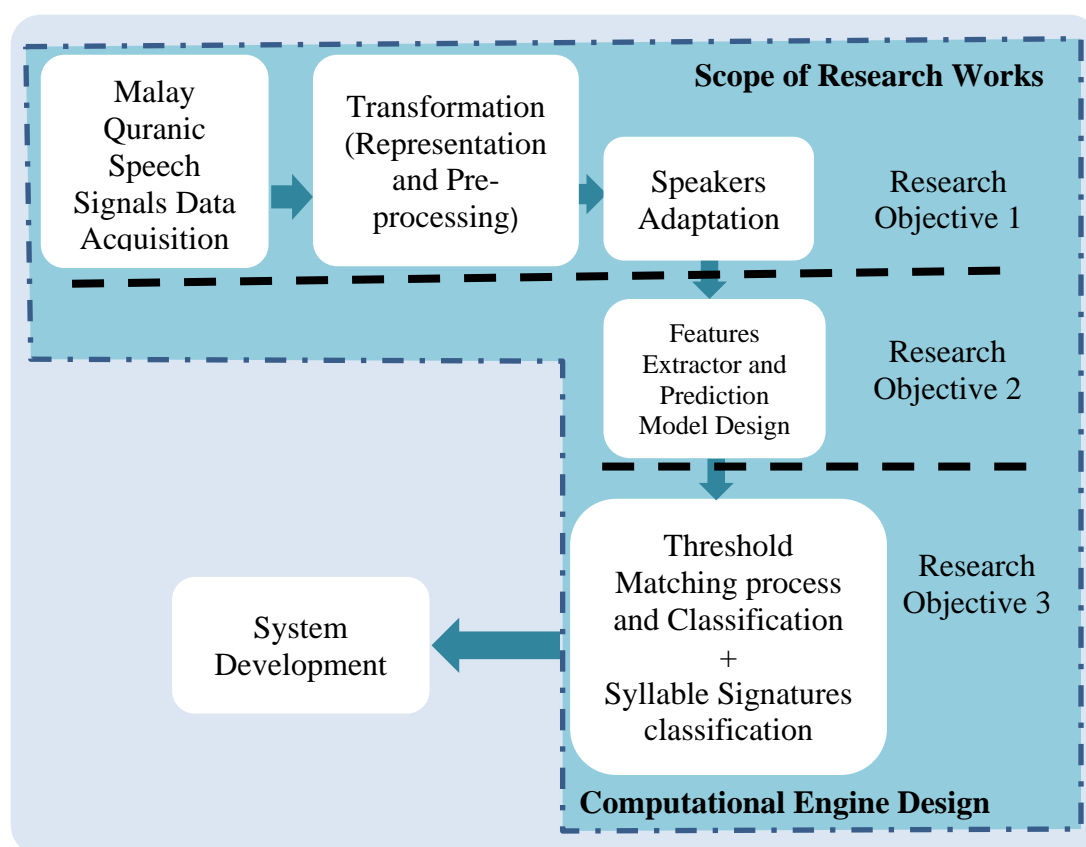 Scope of Research Works
Malay
Quranic
Speech
Signals Data
Acquisition
Transformation
(Representation
and Pre-
processing)
Speakers
Adaptation
Research
Objective 1
Features
Extractor and
Prediction
Model Design
Research
Objective 2
Threshold
Matching process
and Classification
+
Syllable Signatures
classification
Research
Objective 3
System
Development
Computational Engine Design